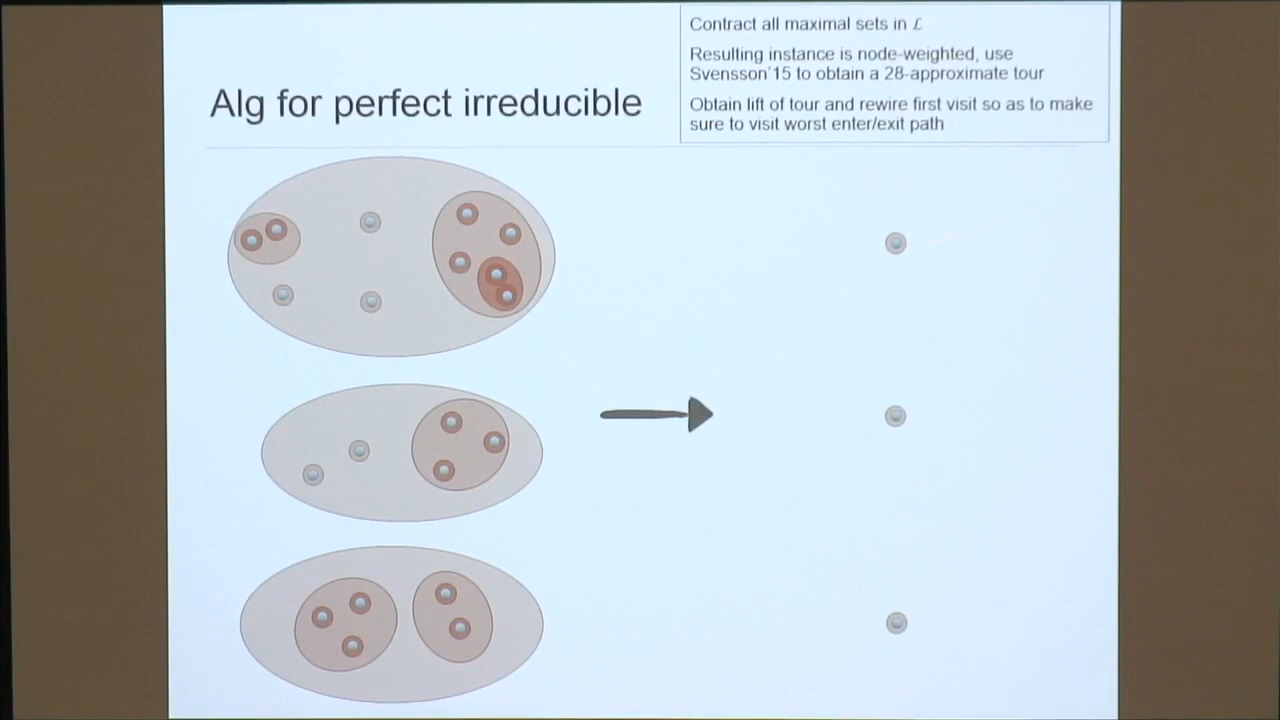 Contract all maximal sets in ℒ
Resulting instance is node-weighted, use
Svensson'15 to obtain a 28-approximate tour
Obtain lift of tour and rewire first visit so as to make
sure to visit worst enter/exit path
Alg for perfect irreducible